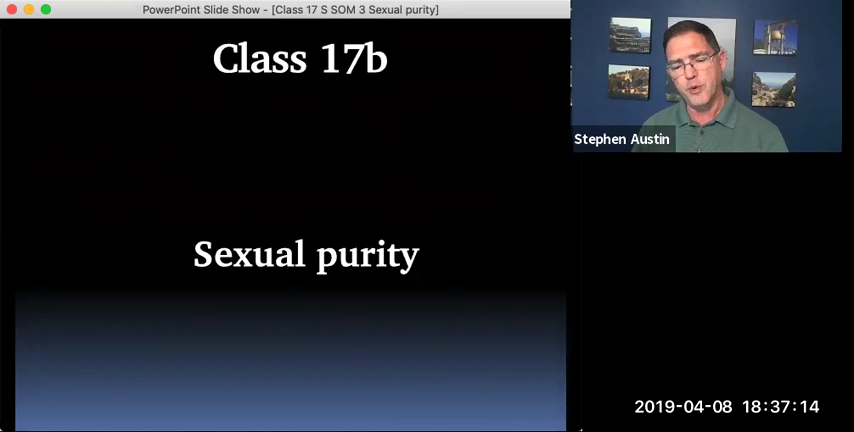 PowerPoint Slide Show - [Class 17 S SOM 3 Sexual purity]
Class 17b
Sexual purity
Stephen Austin
2019-04-08 18:37:14